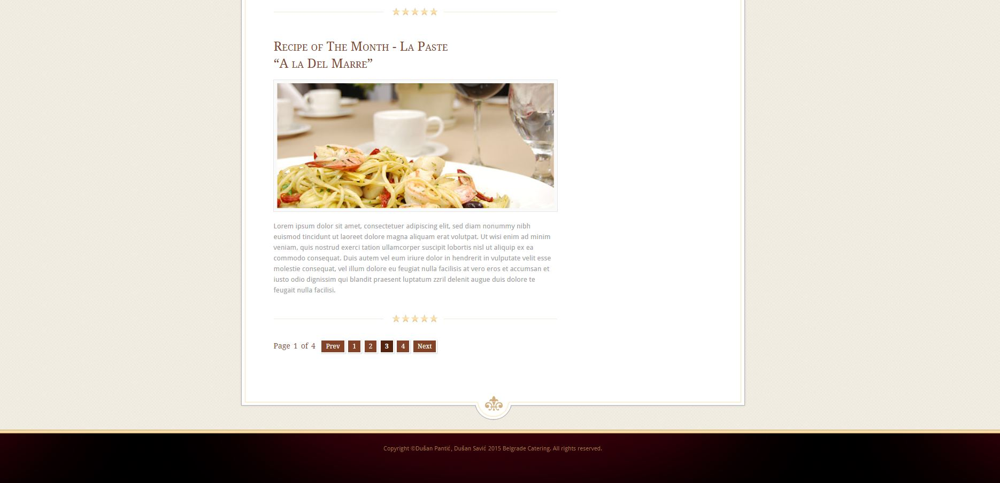 Recipe of The Month - La Paste
“A la Del Marre”
Lorem ipsum dolor sit amet, consectetuer adipiscing elit, sed diam nonummy nibh
euismod tincidunt ut laoreet dolore magna aliquam erat volutpat. Ut wisi enim ad minim
veniam, quis nostrud exerci tation ullamcorper suscipit lobortis nisl ut aliquip ex ea
commodo consequat. Duis autem vel eum iriure dolor in hendrerit in vulputate velit esse
molestie consequat, vel illum dolore eu feugiat nulla facilisis at vero eros et accumsan et
iusto odio dignissim qui blandit praesent luptatum zzril delenit augue duis dolore te
feugait nulla facilisi.
Page 1 of 4 Prev 1 2 3 4 Next
Copyright ©Dušan Pantić, Dušan Savić 2015 Belgrade Catering. All rights reserved.